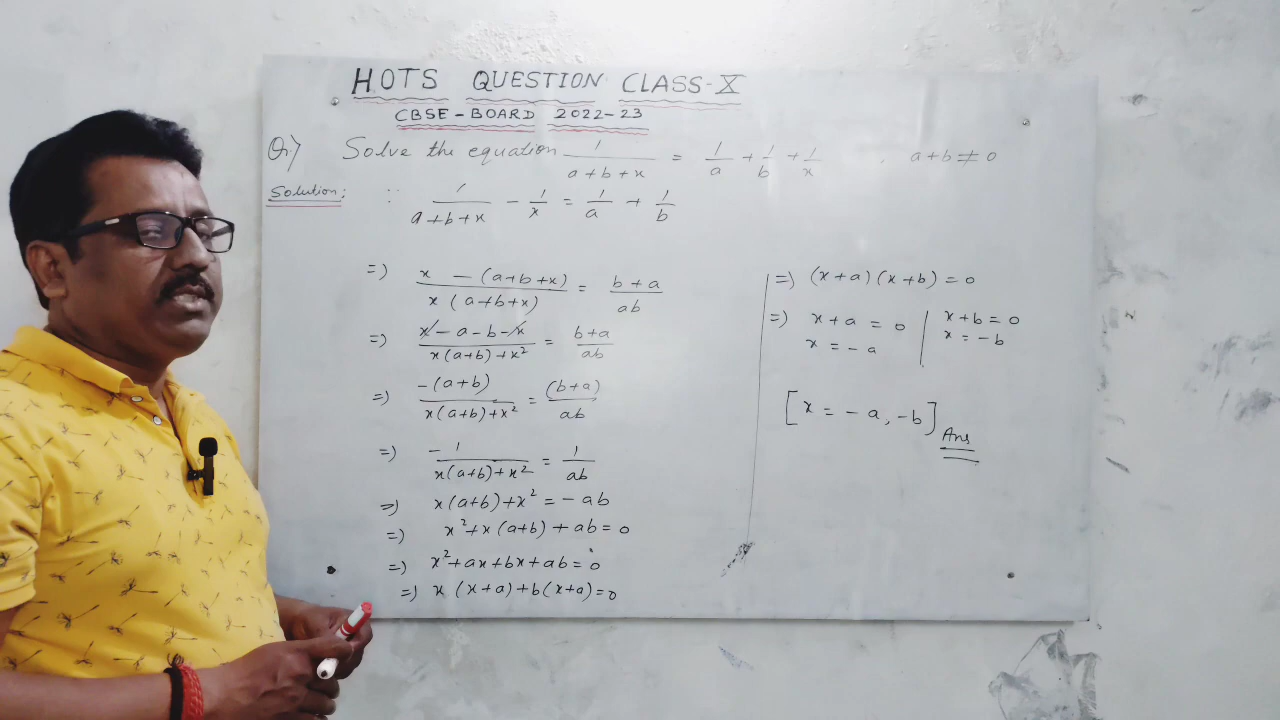 HOTS QUESTION CLASS-X
CBSE-BOARD 2022-23
Q1) Solve the equation 1/(a+b+x) = 1/a + 1/b + 1/x , a+b ≠ 0
Solution: ∵ 1/(a+b+x) - 1/x = 1/a + 1/b
=) (x - (a+b+x))/(x(a+b+x)) = (b+a)/ab
=) (x-a-b-x)/(x(a+b)+x²) = (b+a)/ab
=) -(a+b)/(x(a+b)+x²) = (b+a)/ab
=) -1/(x(a+b)+x²) = 1/ab
=) x(a+b)+x² = -ab
=) x²+x(a+b)+ab=0
=) x²+ax+bx+ab=0
=) x(x+a)+b(x+a)=0
=) (x+a)(x+b)=0
=) x+a=0 | x+b=0
x=-a | x=-b
[x = -a, -b]
Ans